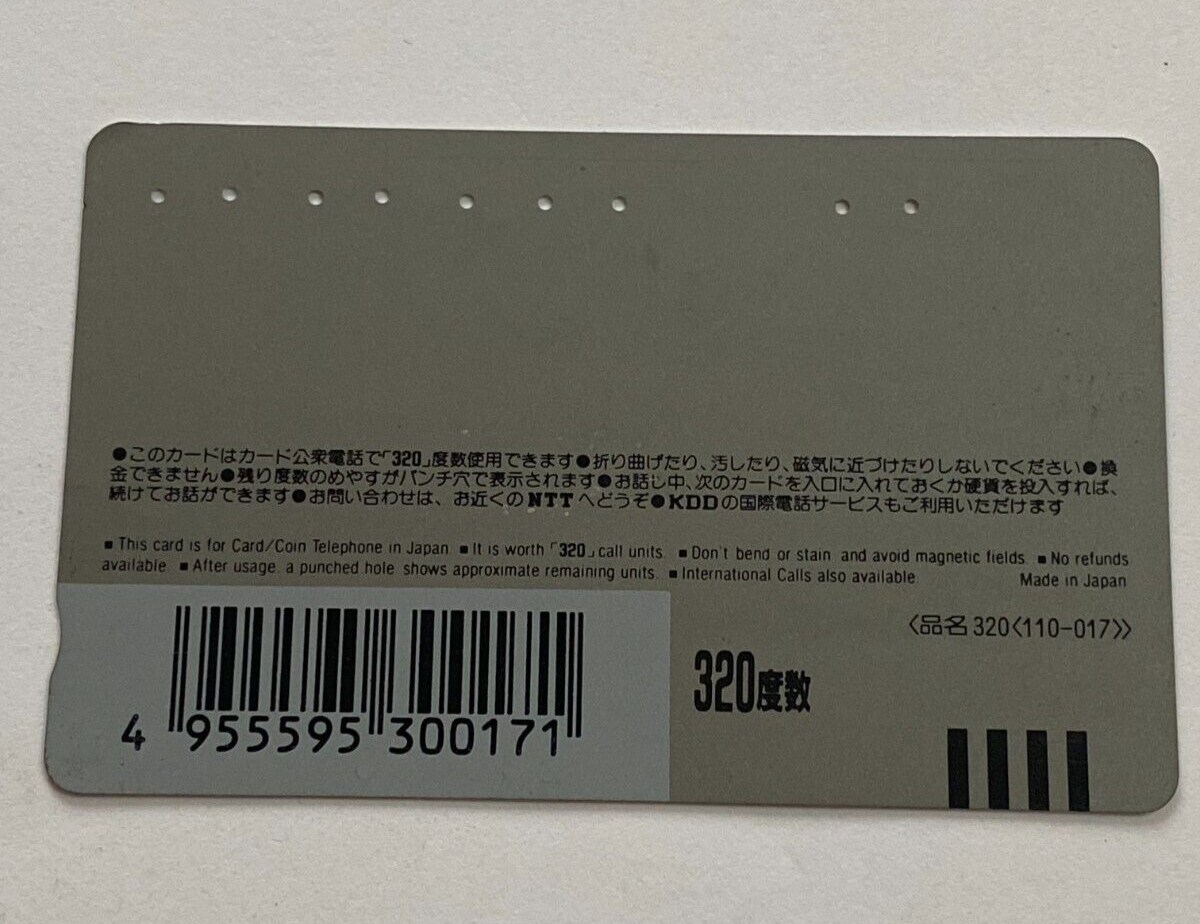 ●このカードはカード公衆電話で「320」度数使用できます●折り曲げたり、汚したり、磁気に近づけたりしないでください●換
金できません●残り度数のめやすがパンチ穴で表示されます●お話し中、次のカードを入口に入れておくか硬貨を投入すれば、
続けてお話ができます●お問い合わせは、お近くのNTTへどうぞ●KDDの国際電話サービスもご利用いただけます
■This card is for Card/Coin Telephone in Japan. ■It is worth「320」call units. ■Don't bend or stain and avoid magnetic fields. ■No refunds
available. ■After usage, a punched hole shows approximate remaining units. ■International Calls also available.
Made in Japan
〈品名 320〈110-017〉〉
320度数
4 955595 300171